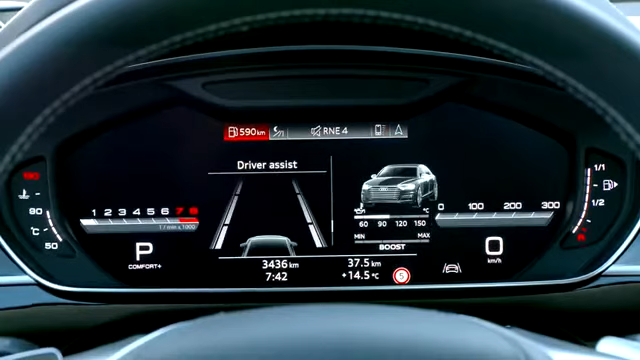 590 km
RNE 4
Driver assist
°C
60 90 120 150
MIN MAX
BOOST
1 2 3 4 5 6 7 8
1 / min x 1000
P
COMFORT+
90
°C
50
0 100 200 300
0
km/h
1/1
1/2
3436 km
37.5 km
7:42
+14.5 °C
5